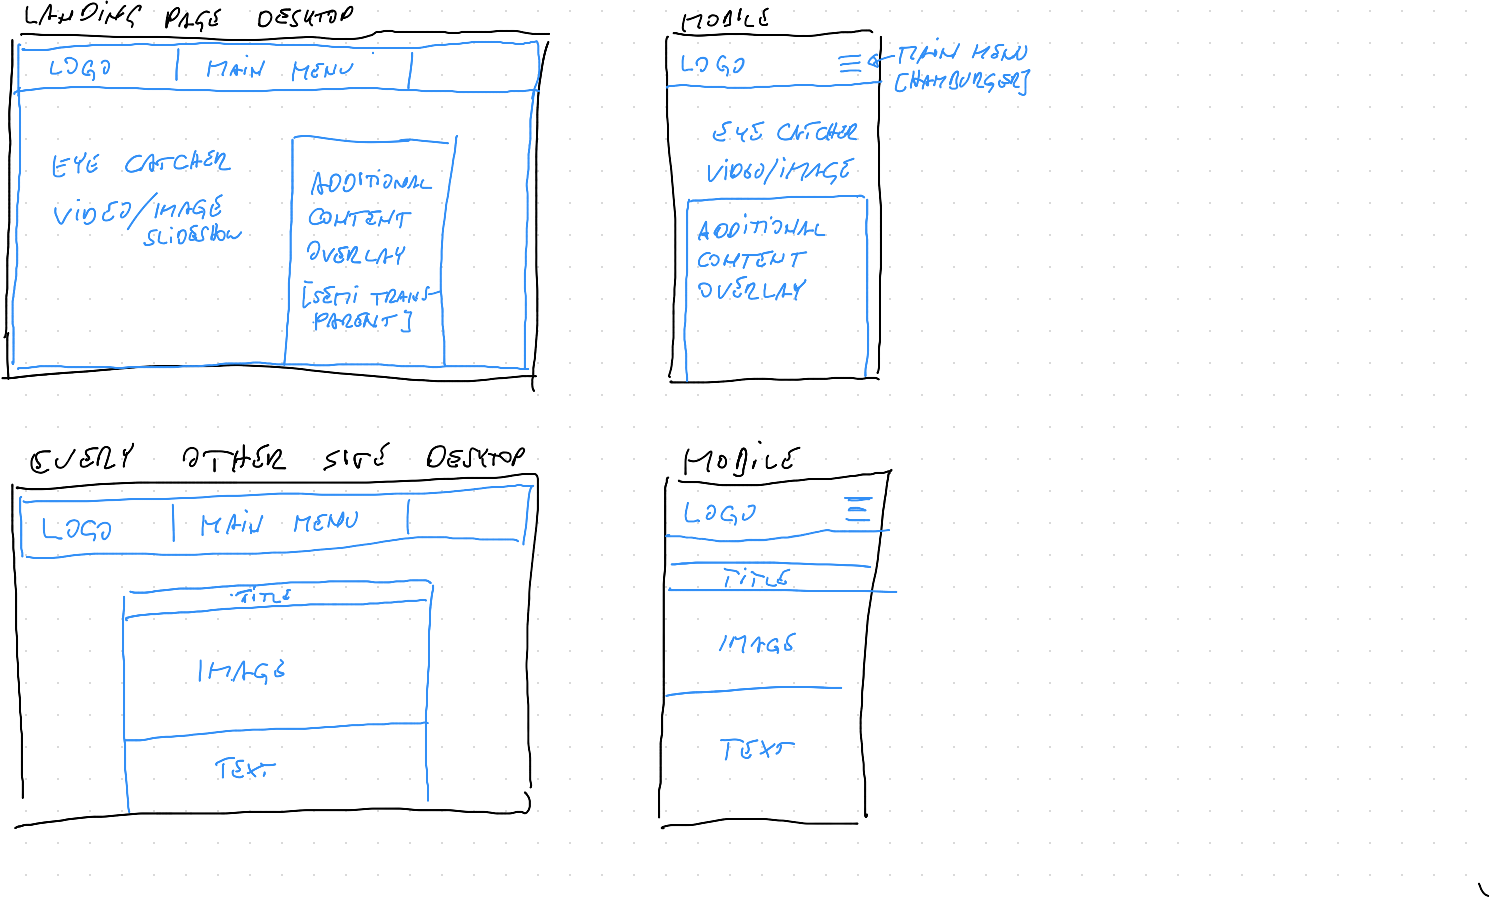 LANDING PAGE DESKTOP
LOGO MAIN MENU
EYE CATCHER
VIDEO/IMAGE
SLIDESHOW
ADDITIONAL
CONTENT
OVERLAY
[SEMI TRANS-
PARENT]
MOBILE
LOGO
MAIN MENU
[HAMBURGER]
EYE CATCHER
VIDEO/IMAGE
ADDITIONAL
CONTENT
OVERLAY
EVERY OTHER SITE DESKTOP
LOGO MAIN MENU
TITLE
IMAGE
TEXT
MOBILE
LOGO
TITLE
IMAGE
TEXT